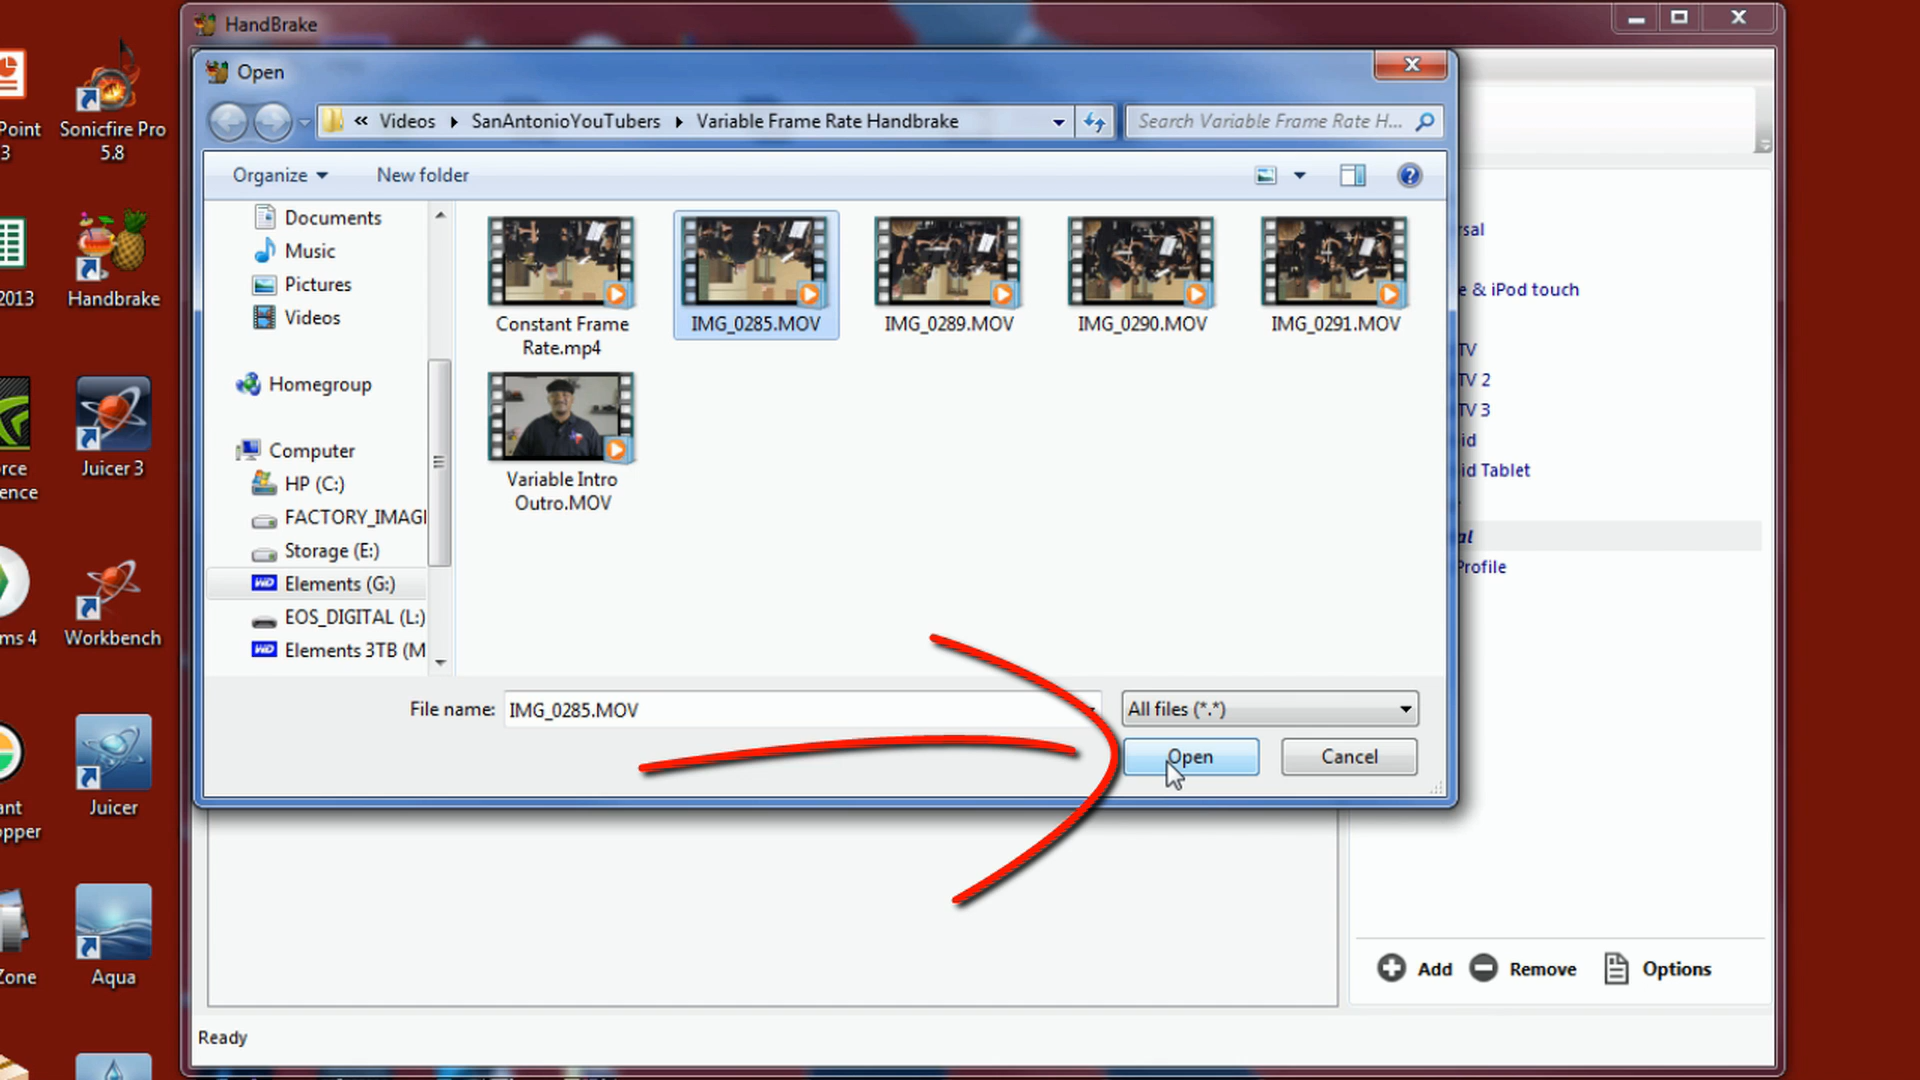 HandBrake
Open
« Videos SanAntonioYouTubers Variable Frame Rate Handbrake
Search Variable Frame Rate H...
Organize New folder
Documents
Music
Pictures
Videos
Homegroup
Computer
HP (C:)
FACTORY_IMAG
Storage (E:)
Elements (G:)
EOS_DIGITAL (L:)
Elements 3TB (M
Constant Frame
Rate.mp4
IMG_0285.MOV
IMG_0289.MOV
IMG_0290.MOV
IMG_0291.MOV
Variable Intro
Outro.MOV
File name: IMG_0285.MOV
All files (*.*)
Open Cancel
rsal
e & iPod touch
TV
TV 2
TV 3
id
id Tablet
al
Profile
Add Remove Options
Ready
Point
3
Sonicfire Pro
5.8
2013
Handbrake
rce
ence
Juicer 3
ms 4
Workbench
ant
opper
Juicer
Zone
Aqua